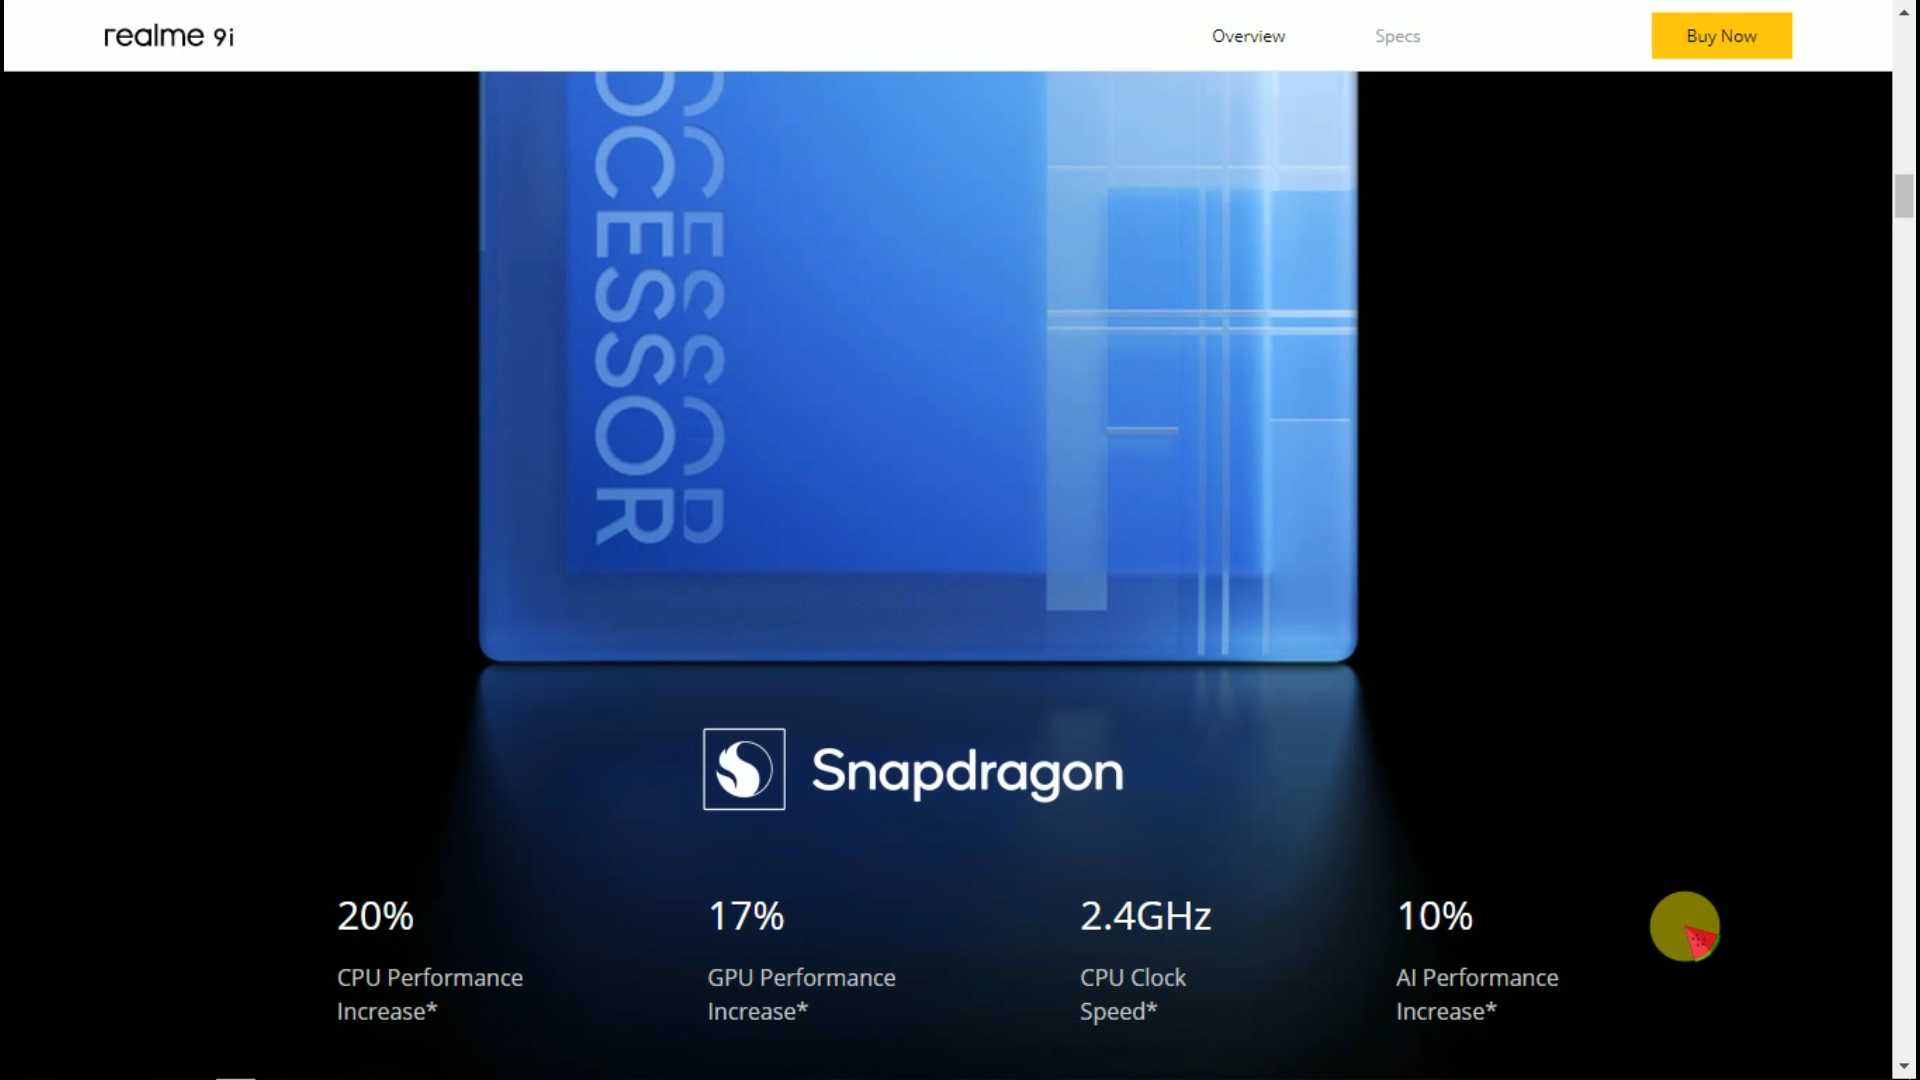 realme 9i
Overview
Specs
Buy Now
OCESSOR
OCESSOR
Snapdragon
20%
17%
2.4GHz
10%
CPU Performance
Increase*
GPU Performance
Increase*
CPU Clock
Speed*
AI Performance
Increase*